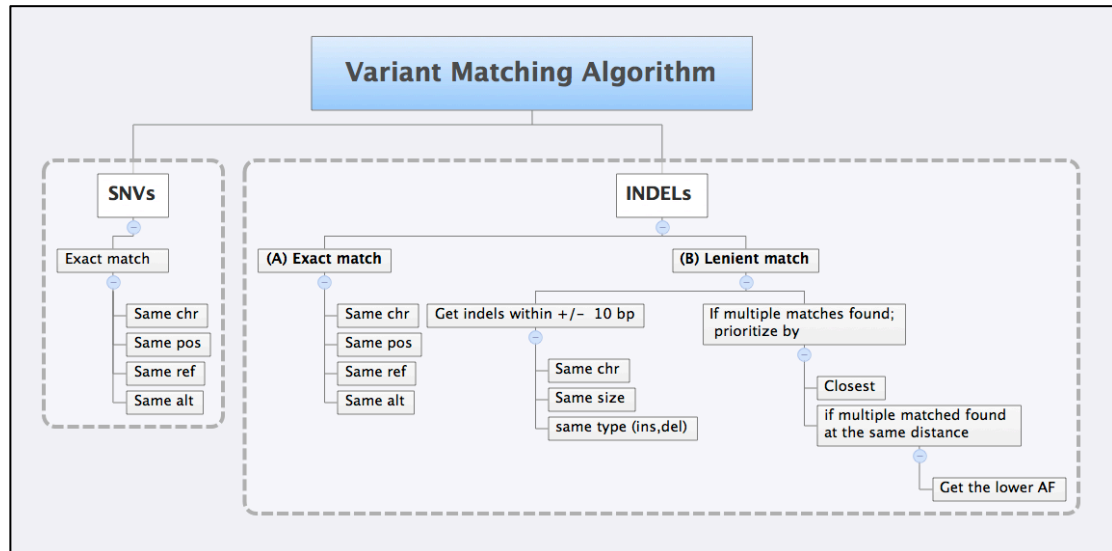 Variant Matching Algorithm
SNVs
Exact match
Same chr
Same pos
Same ref
Same alt
INDELs
(A) Exact match
Same chr
Same pos
Same ref
Same alt
(B) Lenient match
Get indels within +/-  10 bp
Same chr
Same size
same type (ins,del)
If multiple matches found;
prioritize by
Closest
if multiple matched found
at the same distance
Get the lower AF